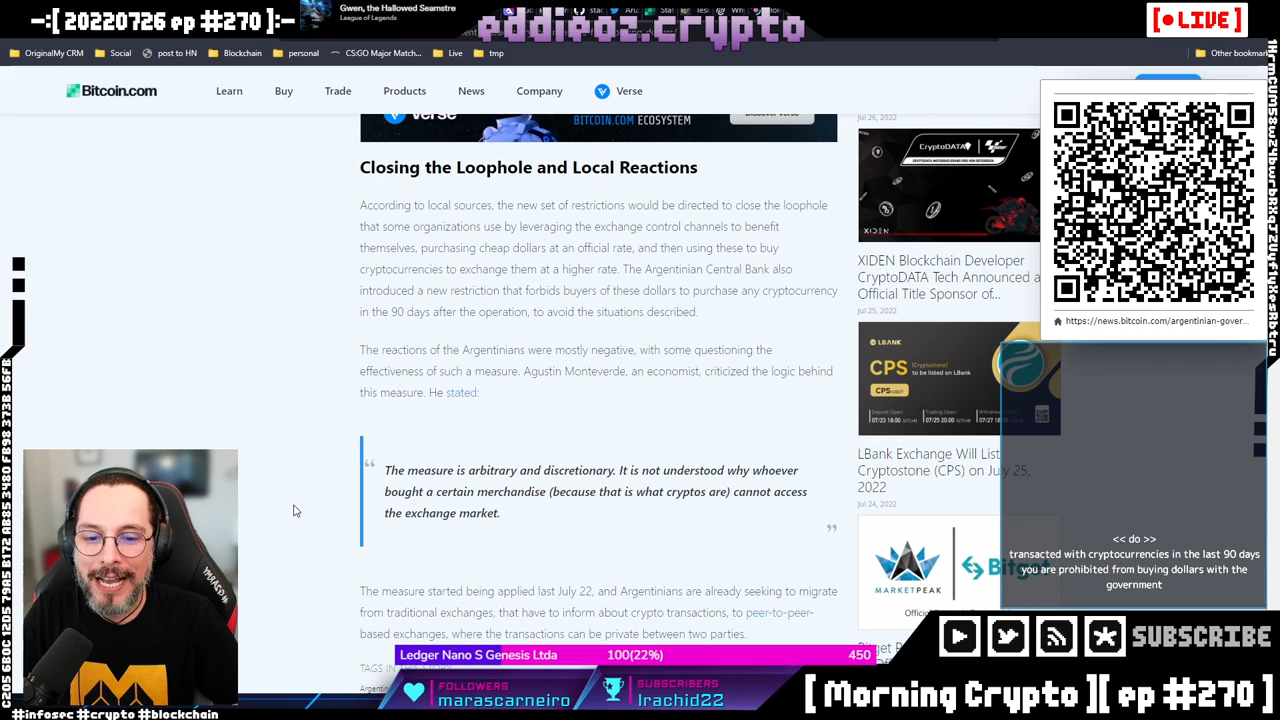 -:[ 20220726 ep #270 ]:-
Gwen, the Hallowed Seamstre
League of Legends
eddieoz.crypto
[ • LIVE ]
OriginalMy CRM
Social
post to HN
Blockchain
personal
CS:GO Major Match...
Live
tmp
Other bookmar
Bitcoin.com
Learn
Buy
Trade
Products
News
Company
Verse
BITCOIN.COM ECOSYSTEM
Closing the Loophole and Local Reactions
According to local sources, the new set of restrictions would be directed to close the loophole
that some organizations use by leveraging the exchange control channels to benefit
themselves, purchasing cheap dollars at an official rate, and then using these to buy
cryptocurrencies to exchange them at a higher rate. The Argentinian Central Bank also
introduced a new restriction that forbids buyers of these dollars to purchase any cryptocurrency
in the 90 days after the operation, to avoid the situations described.
The reactions of the Argentinians were mostly negative, with some questioning the
effectiveness of such a measure. Agustin Monteverde, an economist, criticized the logic behind
this measure. He stated:
“ The measure is arbitrary and discretionary. It is not understood why whoever
bought a certain merchandise (because that is what cryptos are) cannot access
the exchange market. ”
The measure started being applied last July 22, and Argentinians are already seeking to migrate
from traditional exchanges, that have to inform about crypto transactions, to peer-to-peer-
based exchanges, where the transactions can be private between two parties.
TAGS IN
Jul 26, 2022
CryptoDATA
XIDEN
XIDEN Blockchain Developer
CryptoDATA Tech Announced a
Official Title Sponsor of...
Jul 25, 2022
LBANK
CPS (Cryptostone)
to be listed on LBank
CPS/USDT
LBank Exchange Will List
Cryptostone (CPS) on July 25,
2022
Jul 24, 2022
MARKETPEAK
Bitget
https://news.bitcoin.com/argentinian-gover...
<< do >>
transacted with cryptocurrencies in the last 90 days
you are prohibited from buying dollars with the
government
Ledger Nano S Genesis Ltda
100(22%)
450
FOLLOWERS
marascarneiro
SUBSCRIBERS
lrachid22
SUBSCRIBE
[ Morning Crypto ][ ep #270 ]
#infosec #crypto #blockchain